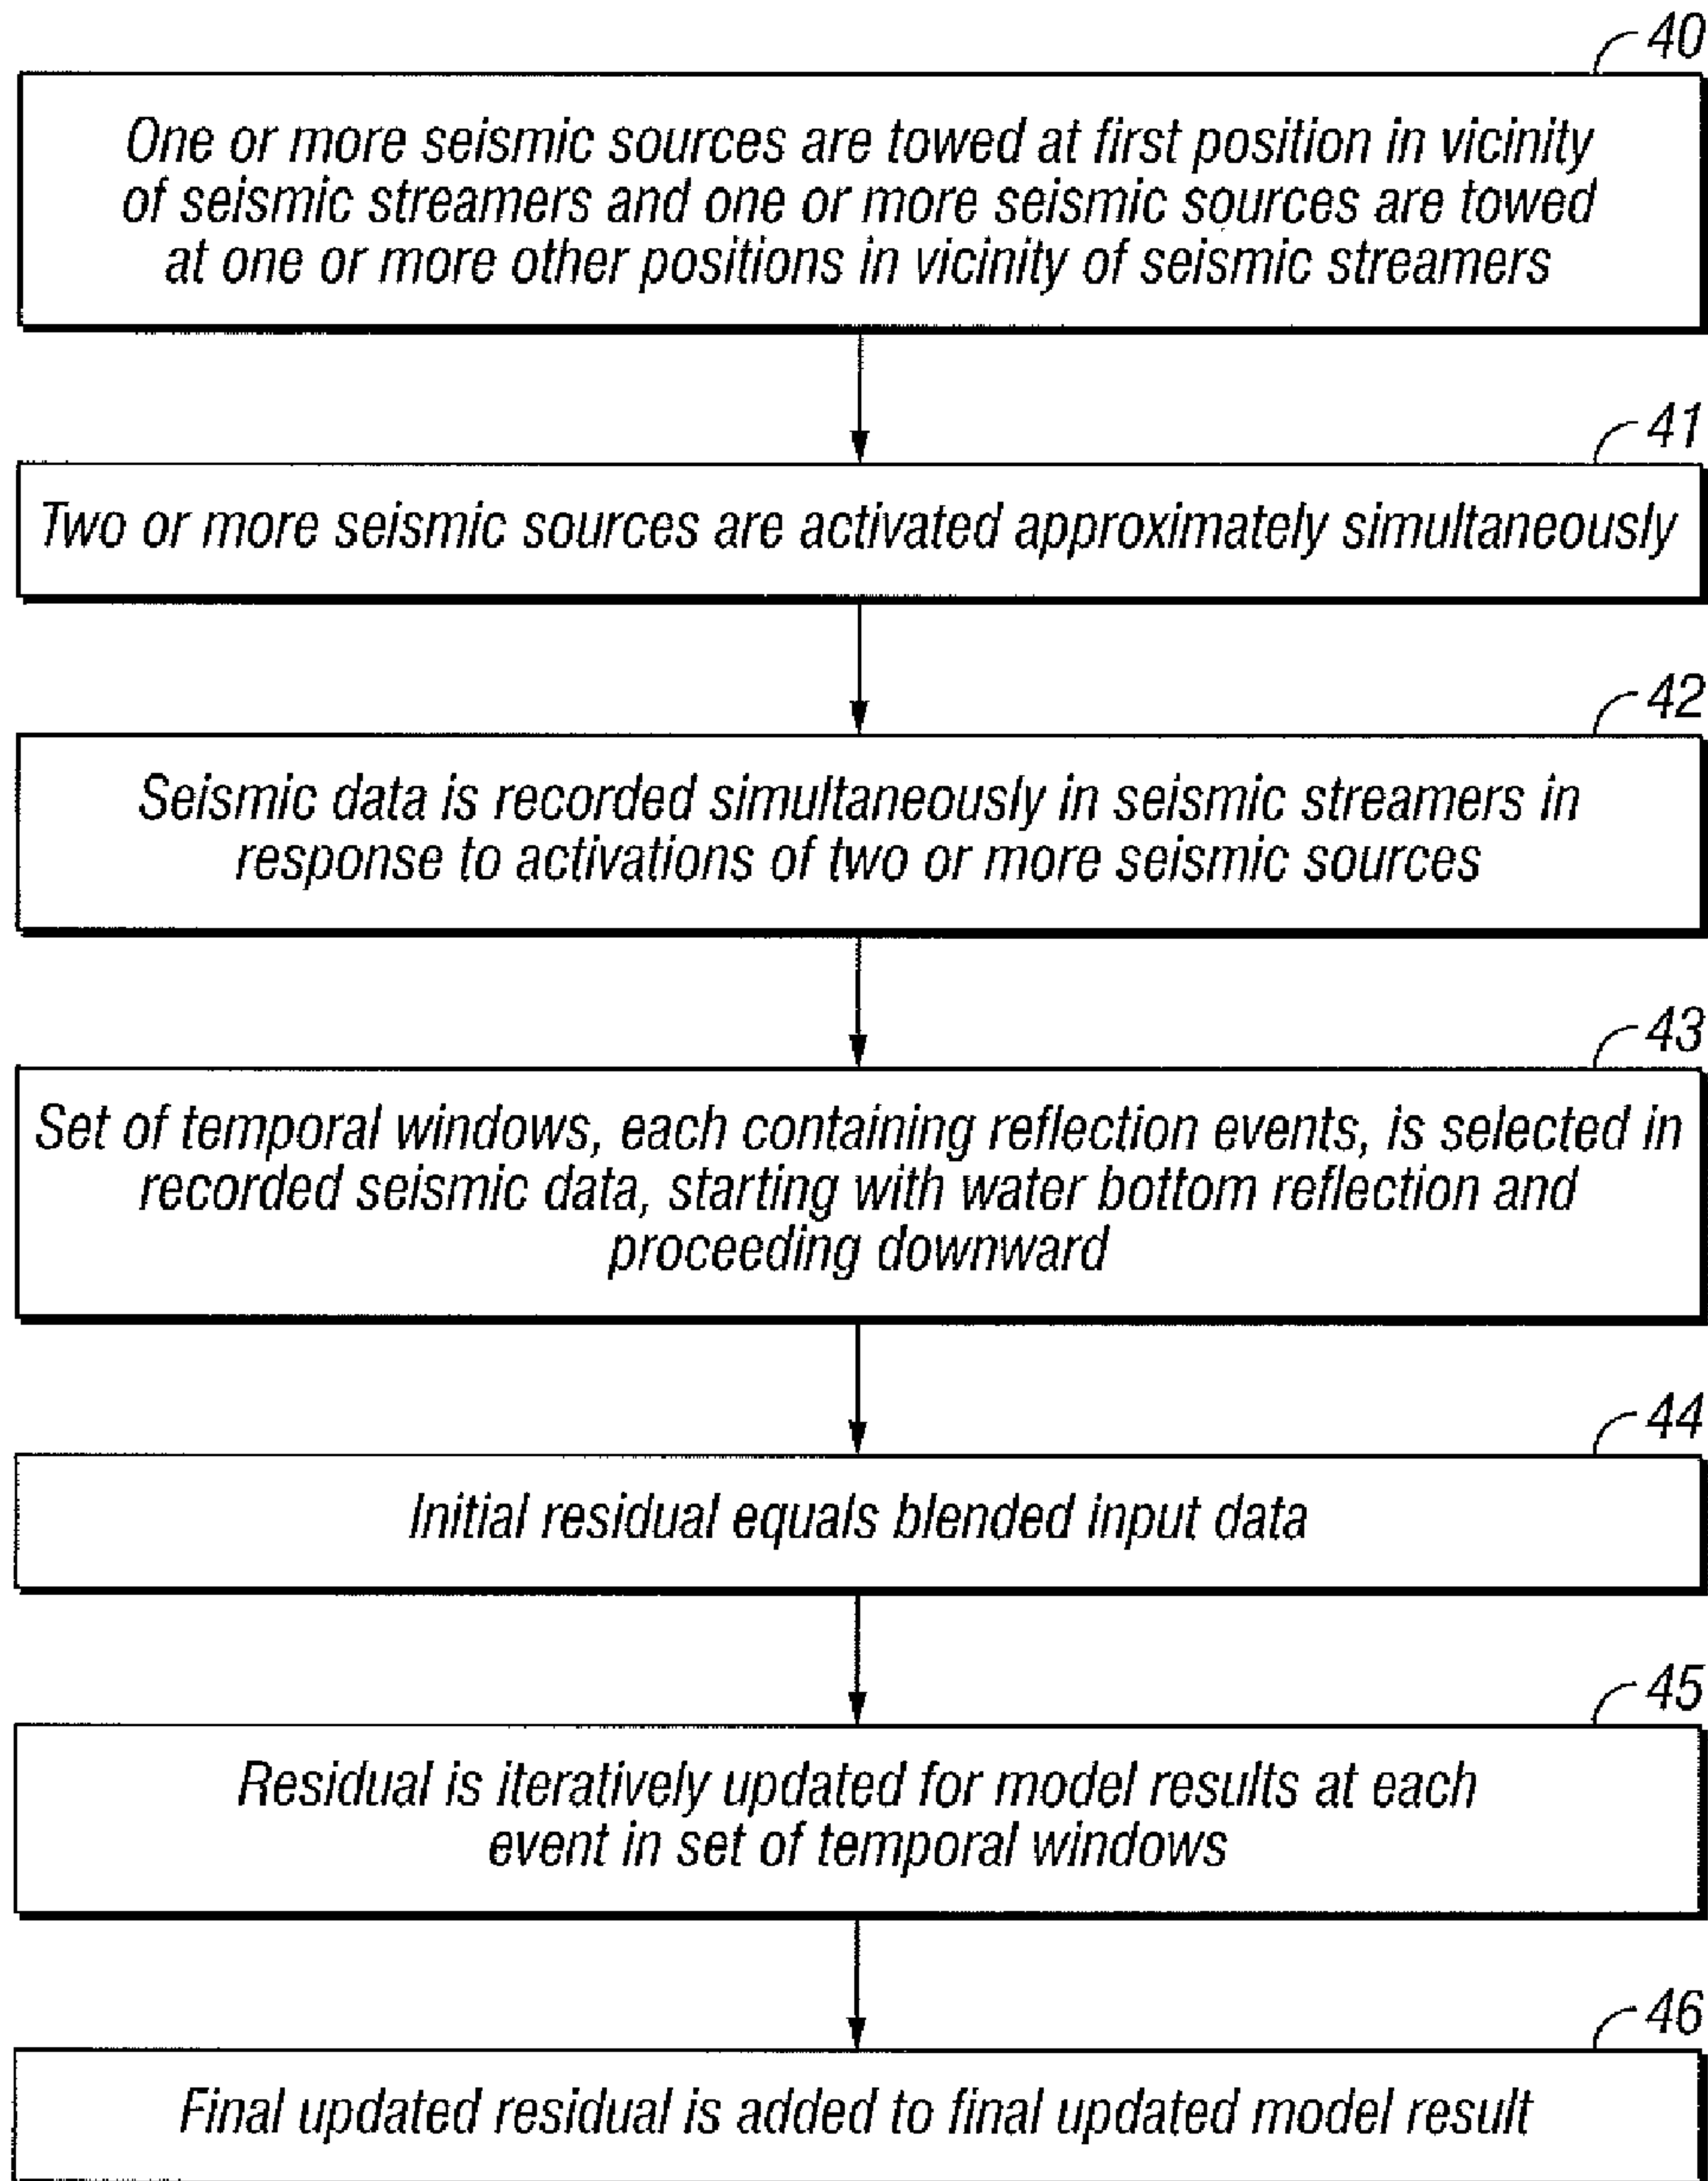 40
One or more seismic sources are towed at first position in vicinity
of seismic streamers and one or more seismic sources are towed
at one or more other positions in vicinity of seismic streamers
41
Two or more seismic sources are activated approximately simultaneously
42
Seismic data is recorded simultaneously in seismic streamers in
response to activations of two or more seismic sources
43
Set of temporal windows, each containing reflection events, is selected in
recorded seismic data, starting with water bottom reflection and
proceeding downward
44
Initial residual equals blended input data
45
Residual is iteratively updated for model results at each
event in set of temporal windows
46
Final updated residual is added to final updated model result